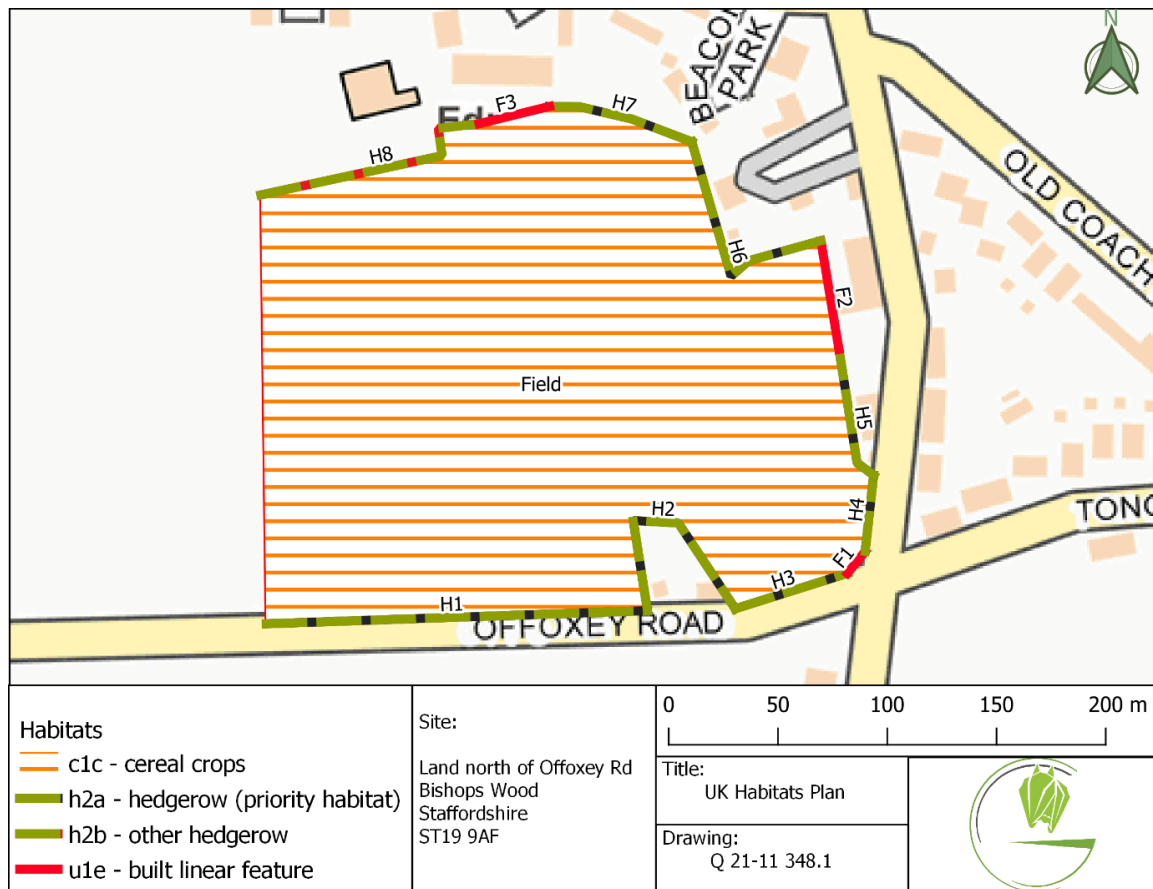 N
BEACON
PARK
F3
H7
H8
OLD COACH
H6
F2
Field
H5
H2
H4
TONG
F1
H3
H1
OFFOXEY ROAD
Habitats
c1c - cereal crops
h2a - hedgerow (priority habitat)
h2b - other hedgerow
u1e - built linear feature
Site:
Land north of Offoxey Rd
Bishops Wood
Staffordshire
ST19 9AF
0 50 100 150 200 m
Title:
UK Habitats Plan
Drawing:
Q 21-11 348.1